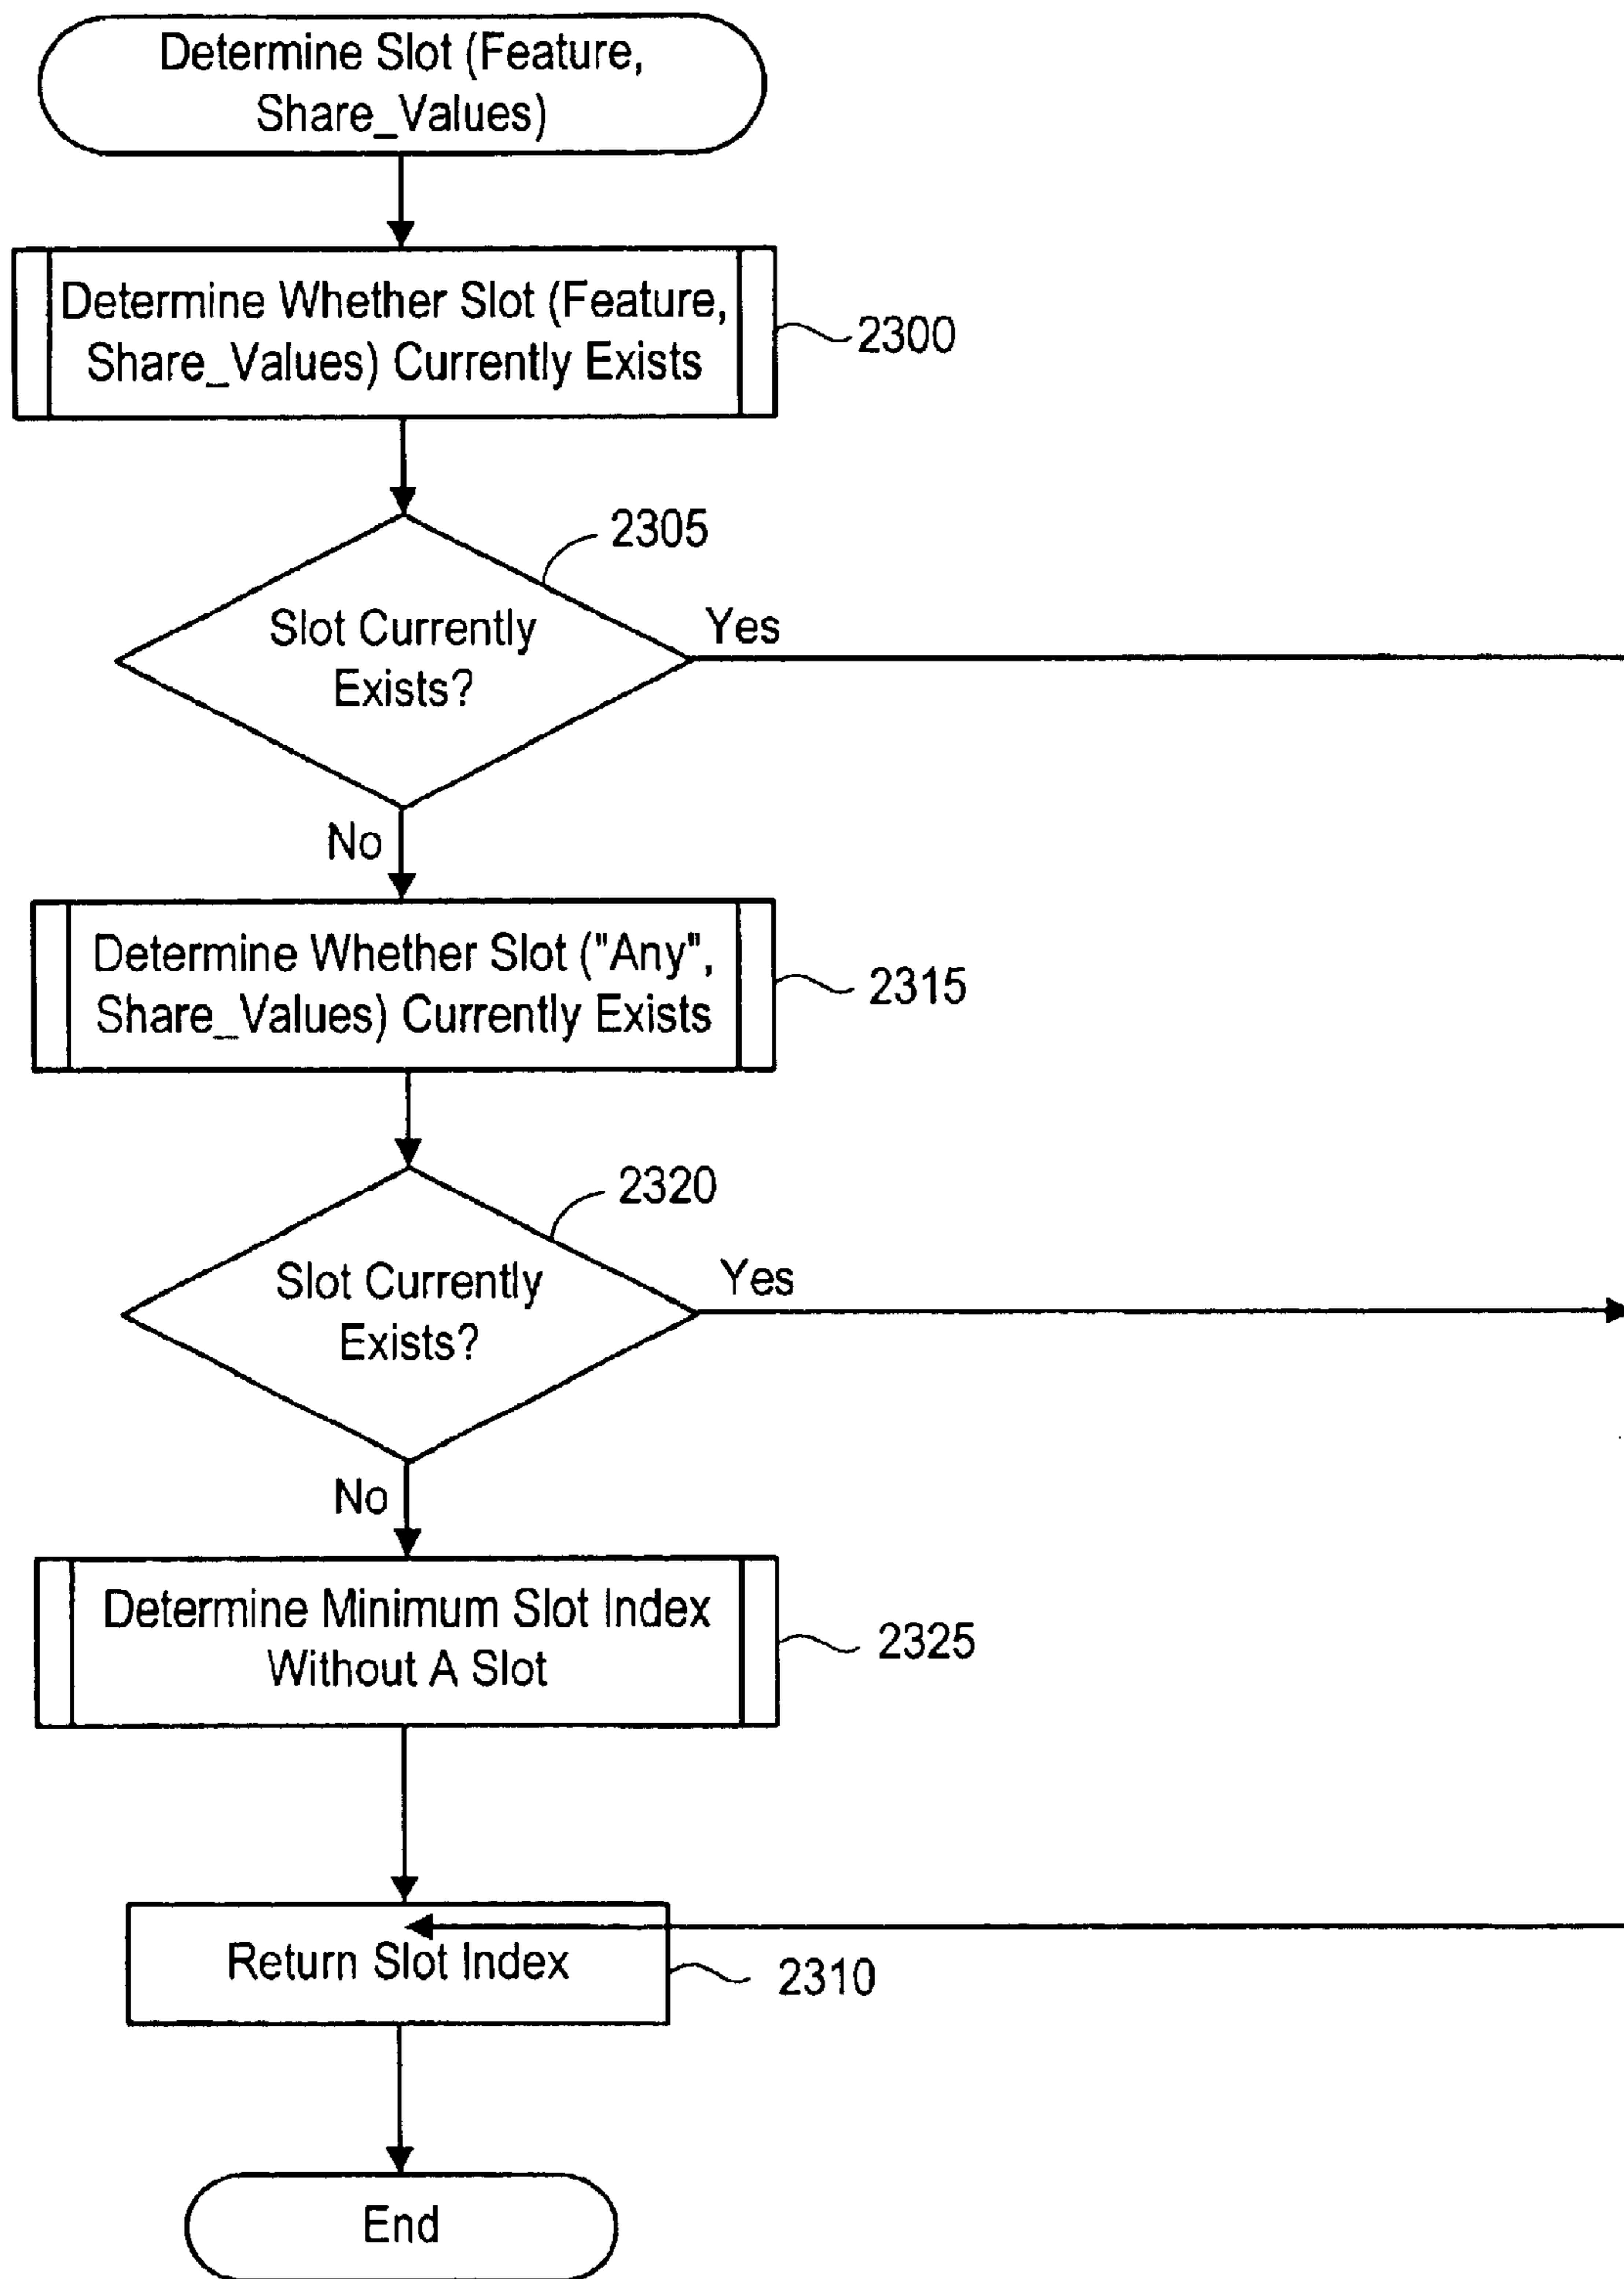 Determine Slot (Feature,
Share_Values)
Determine Whether Slot (Feature,
Share_Values) Currently Exists
2300
2305
Slot Currently
Exists?
Yes
No
Determine Whether Slot ("Any",
Share_Values) Currently Exists
2315
2320
Slot Currently
Exists?
Yes
No
Determine Minimum Slot Index
Without A Slot
2325
Return Slot Index
2310
End